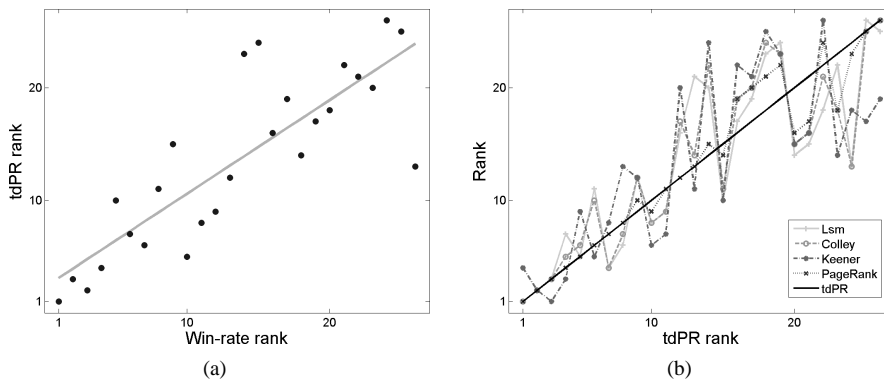 20
10
1
tdPR rank
1
10
20
Win-rate rank
(a)
20
10
1
Rank
1
10
20
tdPR rank
Lsm
Colley
Keener
PageRank
tdPR
(b)